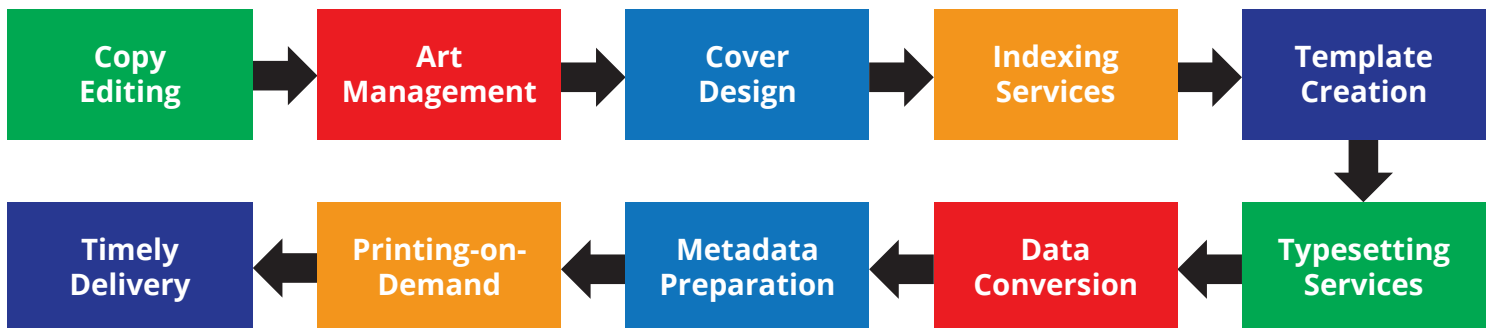 Copy
Editing
Art
Management
Cover
Design
Indexing
Services
Template
Creation
Typesetting
Services
Data
Conversion
Metadata
Preparation
Printing-on-
Demand
Timely
Delivery